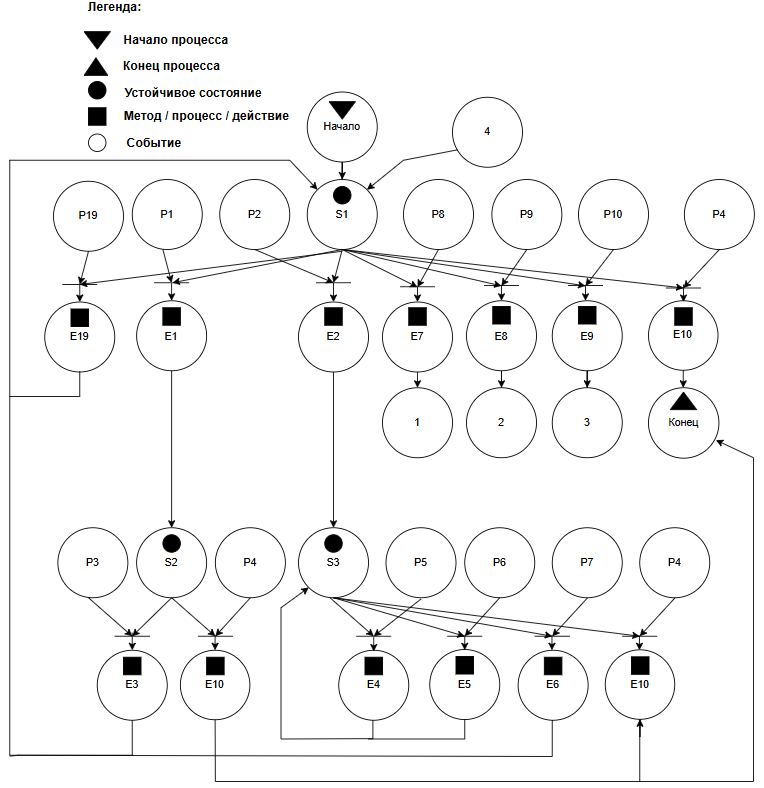 Легенда:
Начало процесса
Конец процесса
Устойчивое состояние
Метод / процесс / действие
Событие
Начало
4
P19
P1
P2
S1
P8
P9
P10
P4
E19
E1
E2
E7
E8
E9
E10
1
2
3
Конец
P3
S2
P4
S3
P5
P6
P7
P4
E3
E10
E4
E5
E6
E10